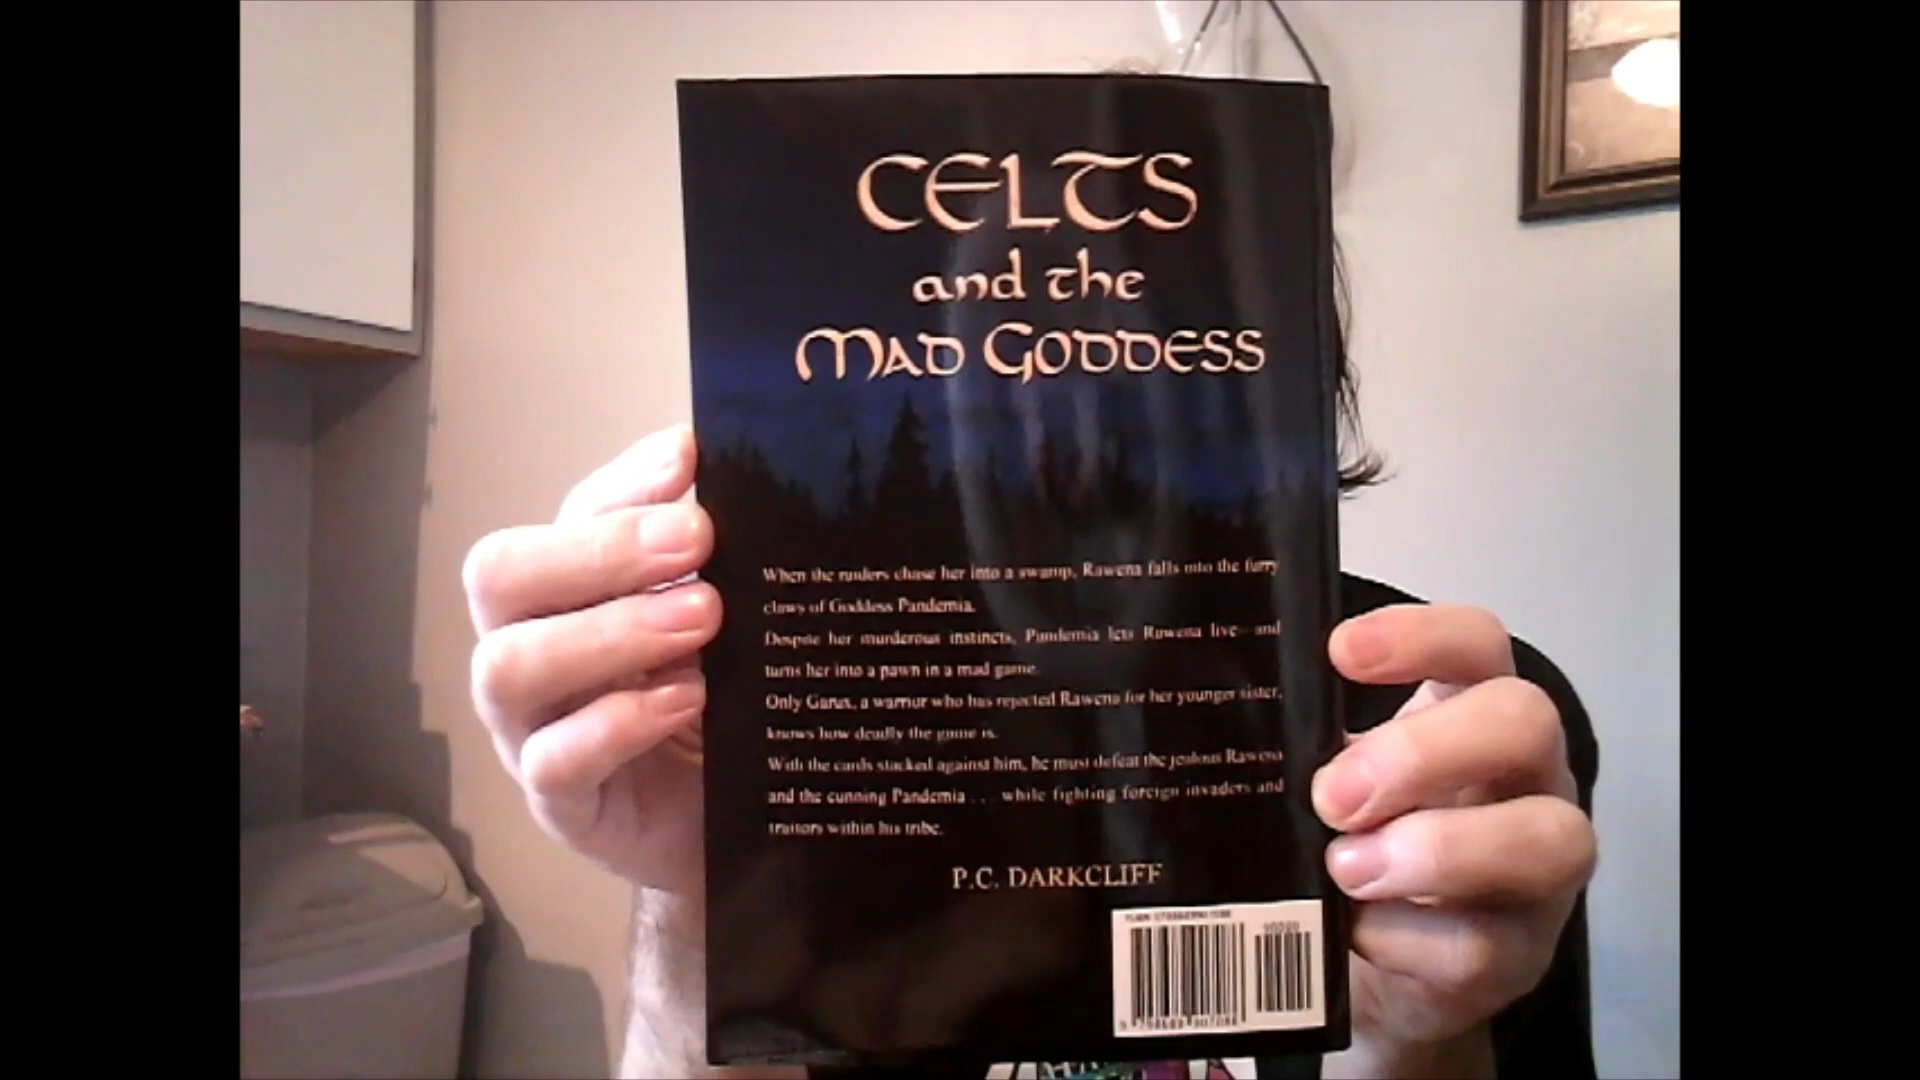 CELTS
and the
MAD GODDESS
When the raiders chase her into a swamp, Rawena falls into the furry
claws of Goddess Pandemia.
Despite her murderous instincts, Pandemia lets Rawena live—and
turns her into a pawn in a mad game.
Only Garux, a warrior who has rejected Rawena for her younger sister,
knows how deadly the game is.
With the cards stacked against him, he must defeat the jealous Rawena
and the cunning Pandemia . . . while fighting foreign invaders and
traitors within his tribe.
P.C. DARKCLIFF
90000